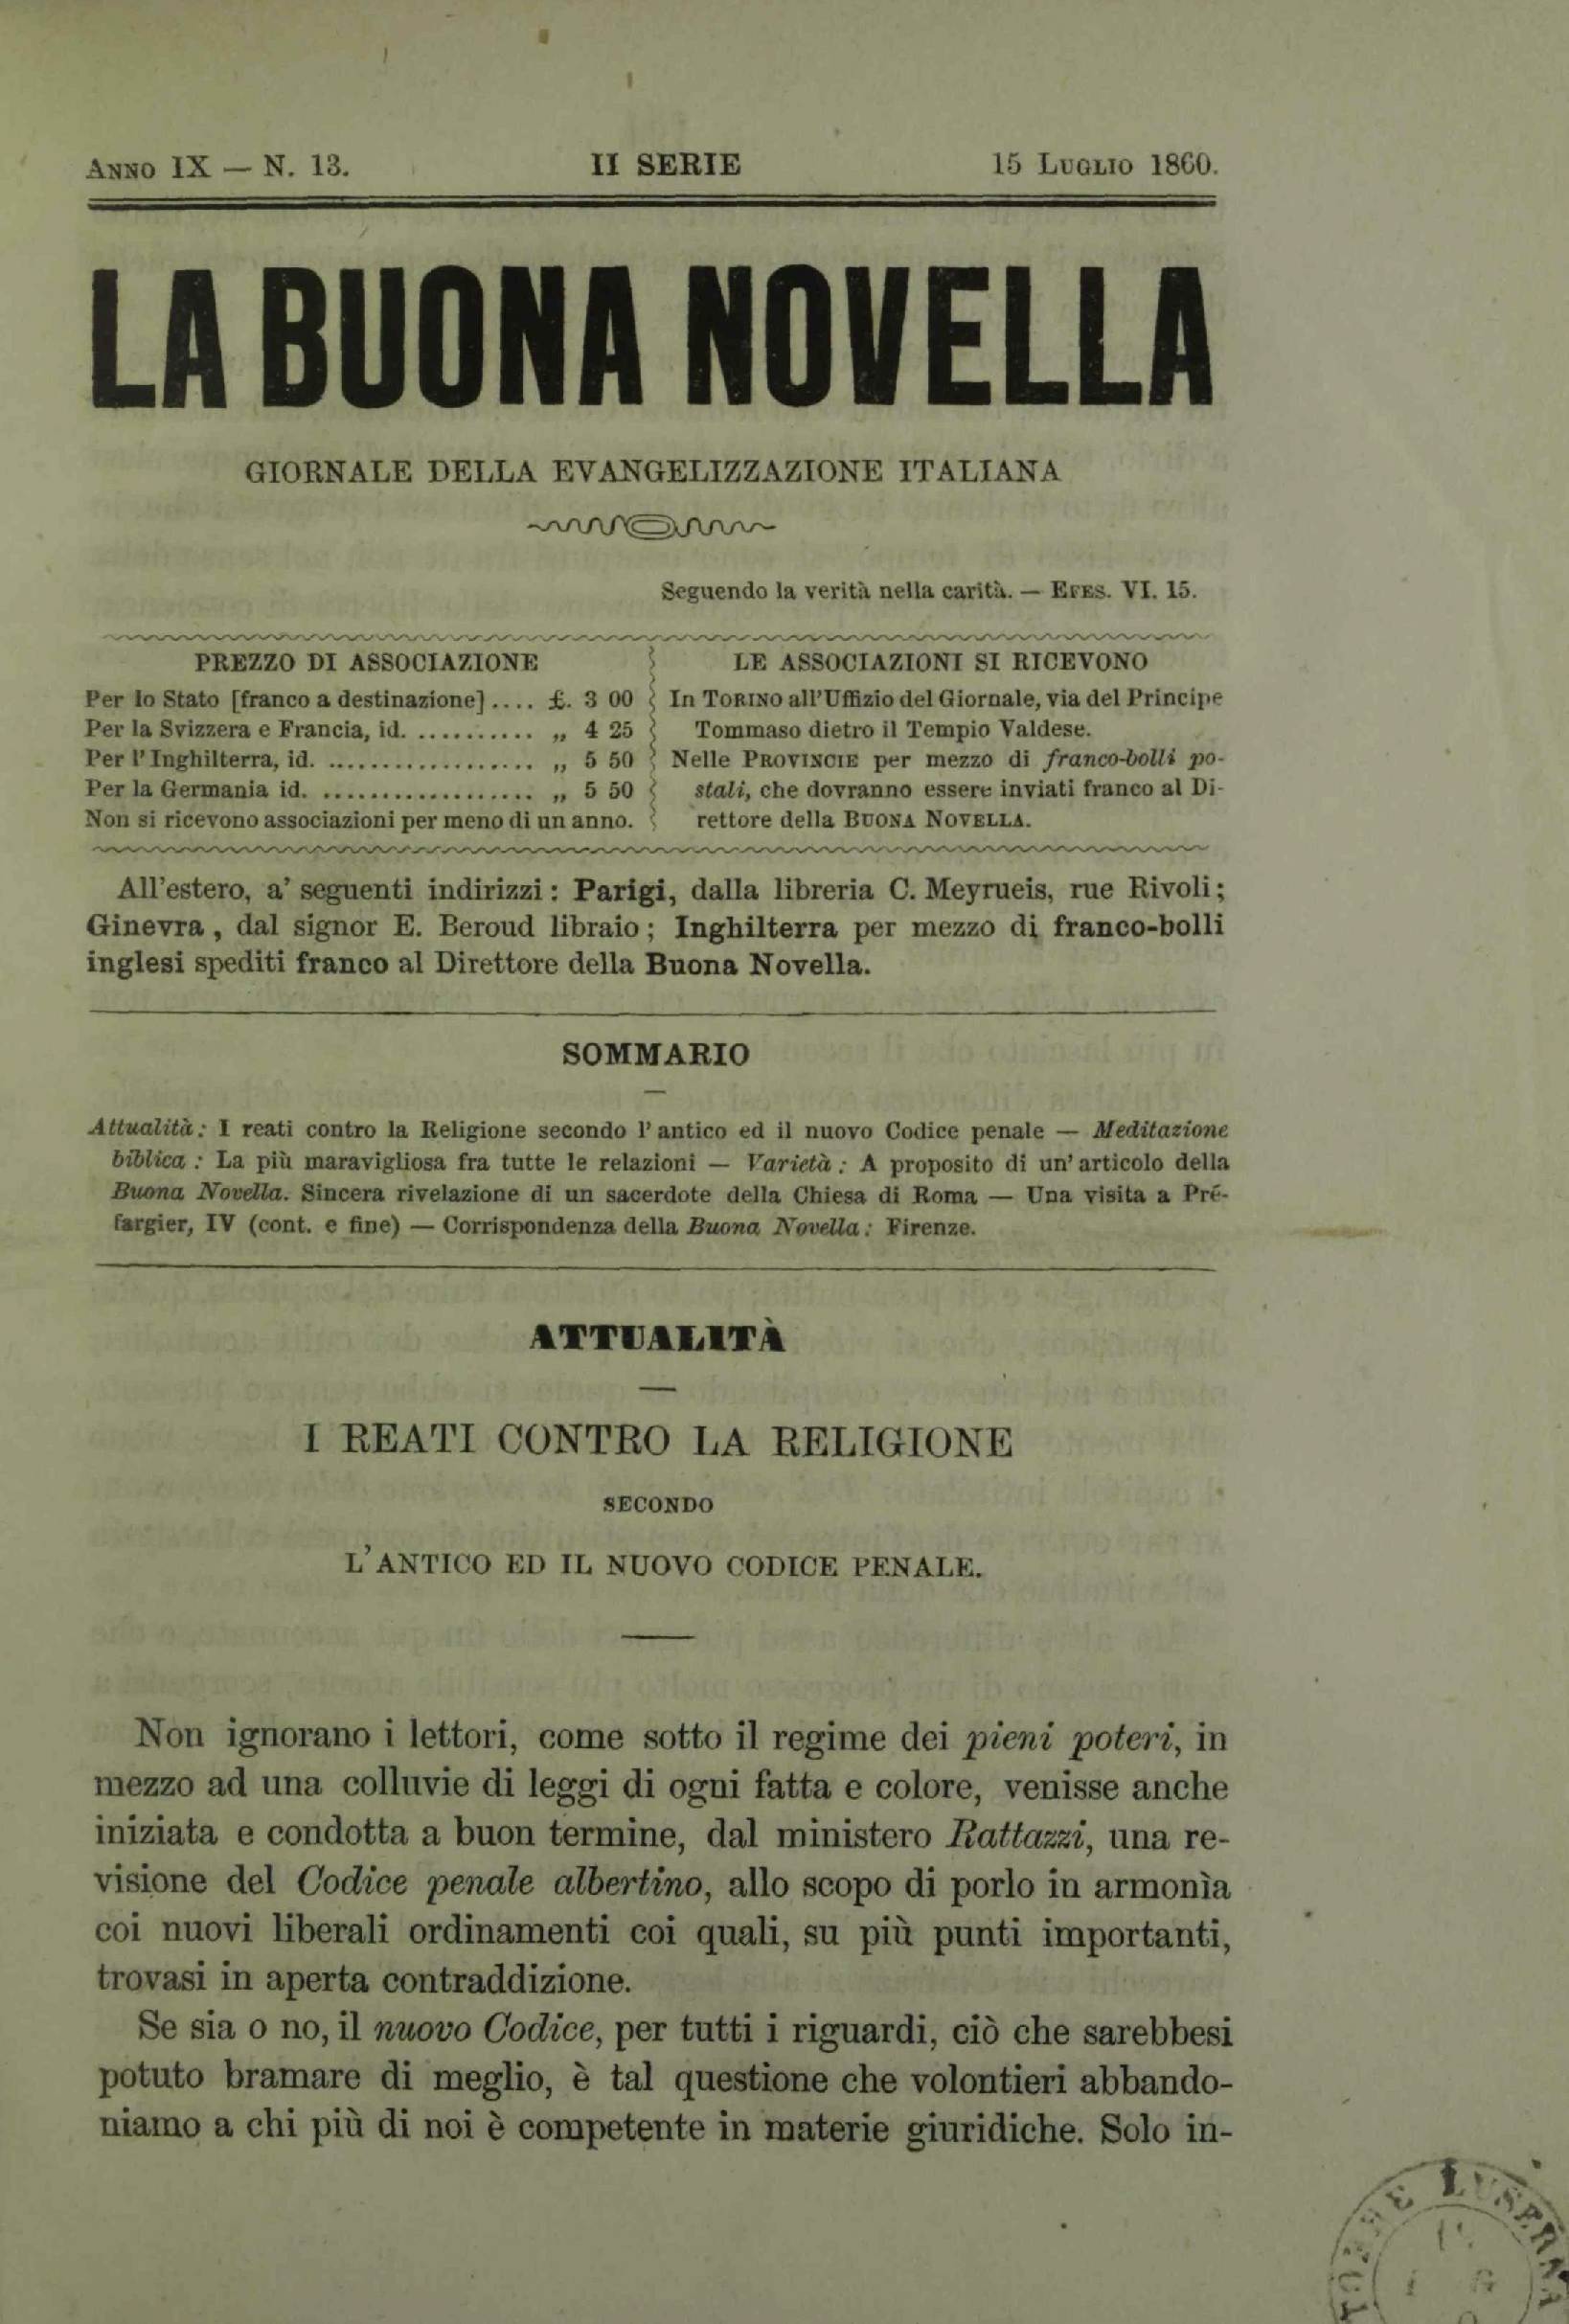 ANNO IX — N. 13. II SERIE 15 LUGLIO 1860.
LA BUONA NOVELLA
GIORNALE DELLA EVANGELIZZAZIONE ITALIANA
Seguendo la verità nella carità. — EFES. VI. 15.
PREZZO DI ASSOCIAZIONE
Per lo Stato [franco a destinazione].... £. 3 00
Per la Svizzera e Francia, id. .......... „ 4 25
Per l'Inghilterra, id. .................. „ 5 50
Per la Germania id. .................. „ 5 50
Non si ricevono associazioni per meno di un anno.
LE ASSOCIAZIONI SI RICEVONO
In TORINO all'Uffizio del Giornale, via del Principe
Tommaso dietro il Tempio Valdese.
Nelle PROVINCIE per mezzo di franco-bolli po-
stali, che dovranno essere inviati franco al Di-
rettore della BUONA NOVELLA.
All'estero, a' seguenti indirizzi: Parigi, dalla libreria C. Meyrueis, rue Rivoli;
Ginevra, dal signor E. Beroud libraio; Inghilterra per mezzo di franco-bolli
inglesi spediti franco al Direttore della Buona Novella.
SOMMARIO
Attualità: I reati contro la Religione secondo l'antico ed il nuovo Codice penale — Meditazione
biblica: La più maravigliosa fra tutte le relazioni — Varietà: A proposito di un'articolo della
Buona Novella. Sincera rivelazione di un sacerdote della Chiesa di Roma — Una visita a Pré-
fargier, IV (cont. e fine) — Corrispondenza della Buona Novella: Firenze.
ATTUALITÀ
I REATI CONTRO LA RELIGIONE
SECONDO
L'ANTICO ED IL NUOVO CODICE PENALE.
Non ignorano i lettori, come sotto il regime dei pieni poteri, in
mezzo ad una colluvie di leggi di ogni fatta e colore, venisse anche
iniziata e condotta a buon termine, dal ministero Rattazzi, una re-
visione del Codice penale albertino, allo scopo di porlo in armonìa
coi nuovi liberali ordinamenti coi quali, su più punti importanti,
trovasi in aperta contraddizione.
Se sia o no, il nuovo Codice, per tutti i riguardi, ciò che sarebbesi
potuto bramare di meglio, è tal questione che volontieri abbando-
niamo a chi più di noi è competente in materie giuridiche. Solo in-
LUSERNA